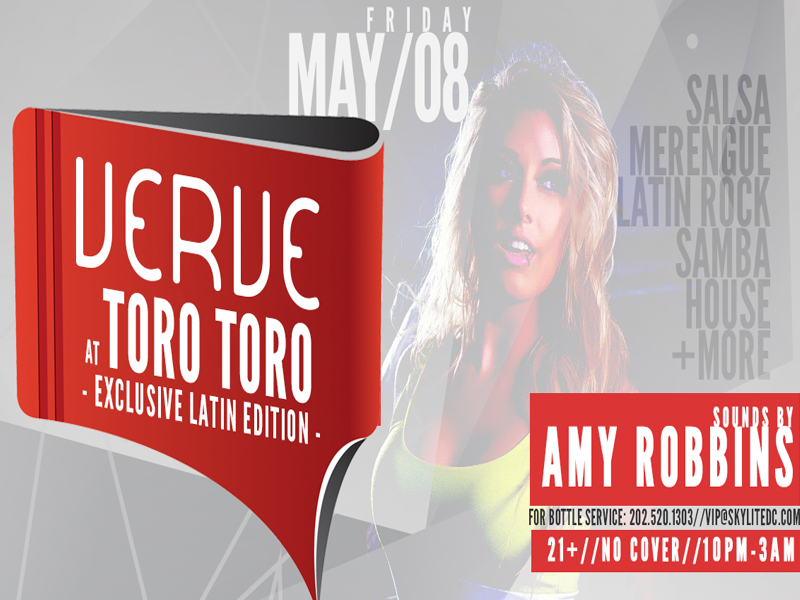 FRIDAY
MAY/08
SALSA
MERENGUE
LATIN ROCK
SAMBA
HOUSE
+MORE
VERVE
AT TORO TORO
- EXCLUSIVE LATIN EDITION -
SOUNDS BY
AMY ROBBINS
FOR BOTTLE SERVICE: 202.520.1303//VIP@SKYLITEDC.COM
21+//NO COVER//10PM-3AM